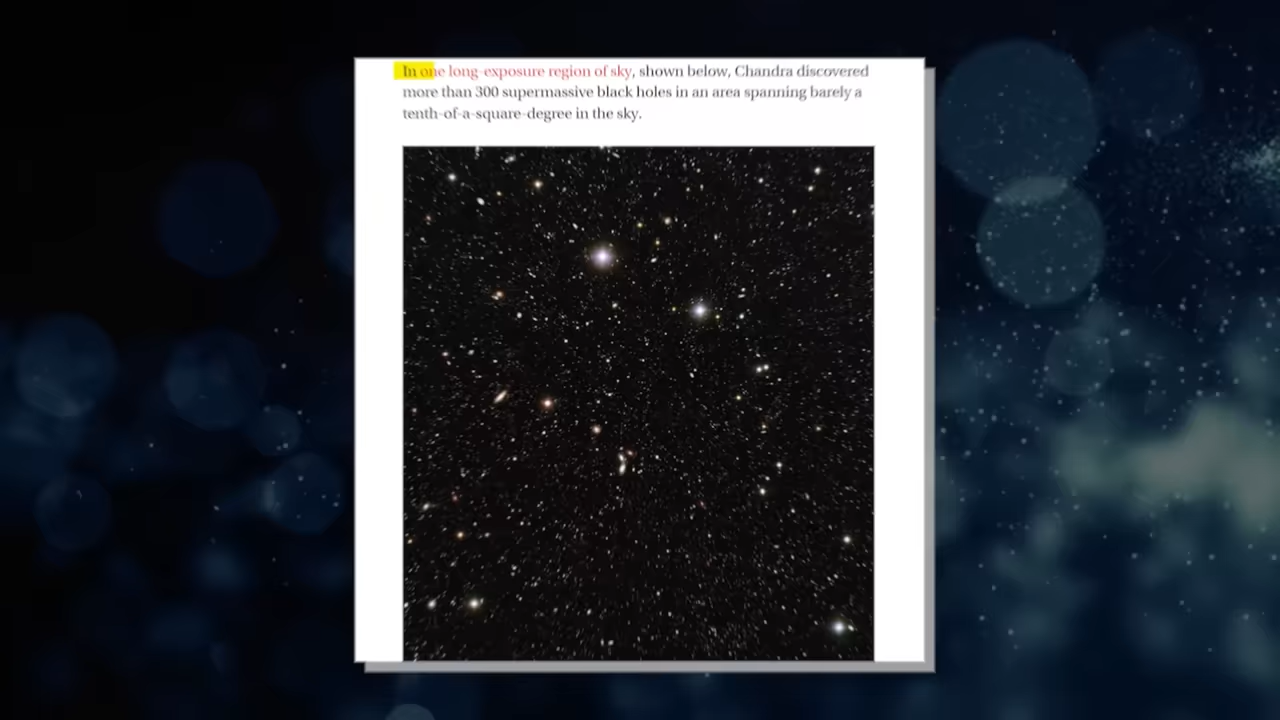 In one long-exposure region of sky, shown below, Chandra discovered
more than 300 supermassive black holes in an area spanning barely a
tenth-of-a-square-degree in the sky.